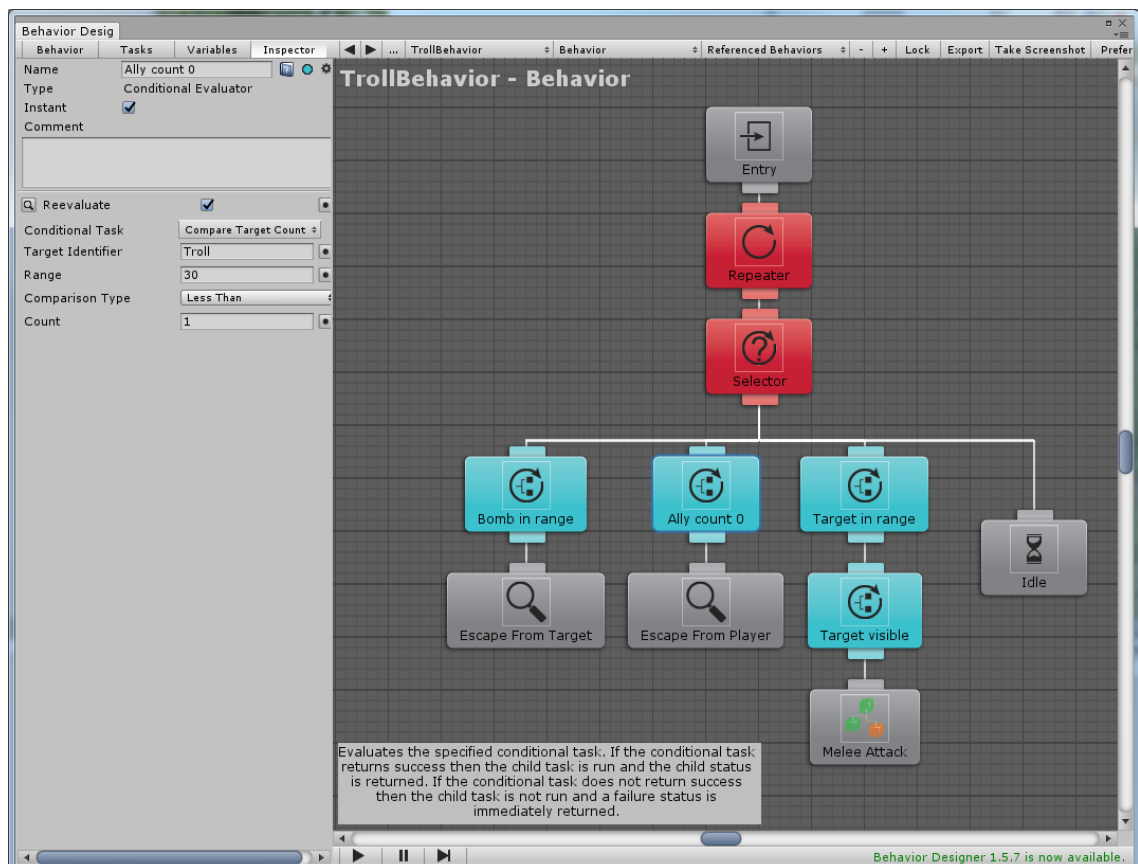 Behavior Desig
Behavior Tasks Variables Inspector ... TrollBehavior Behavior Referenced Behaviors - + Lock Export Take Screenshot Prefer
Name Ally count 0
Type Conditional Evaluator
Instant
Comment
Reevaluate
Conditional Task Compare Target Count
Target Identifier Troll
Range 30
Comparison Type Less Than
Count 1
TrollBehavior - Behavior
Entry
Repeater
Selector
Bomb in range Ally count 0 Target in range
Idle
Escape From Target Escape From Player Target visible
Melee Attack
Evaluates the specified conditional task. If the conditional task
returns success then the child task is run and the child status
is returned. If the conditional task does not return success
then the child task is not run and a failure status is
immediately returned.
Behavior Designer 1.5.7 is now available.